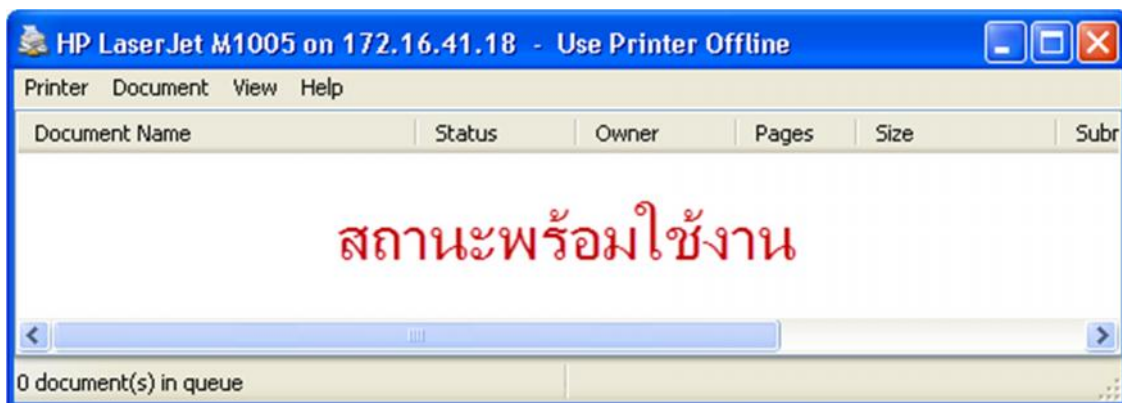 HP LaserJet M1005 on 172.16.41.18 - Use Printer Offline
Printer Document View Help
Document Name Status Owner Pages Size Subr
สถานะพร้อมใช้งาน
0 document(s) in queue